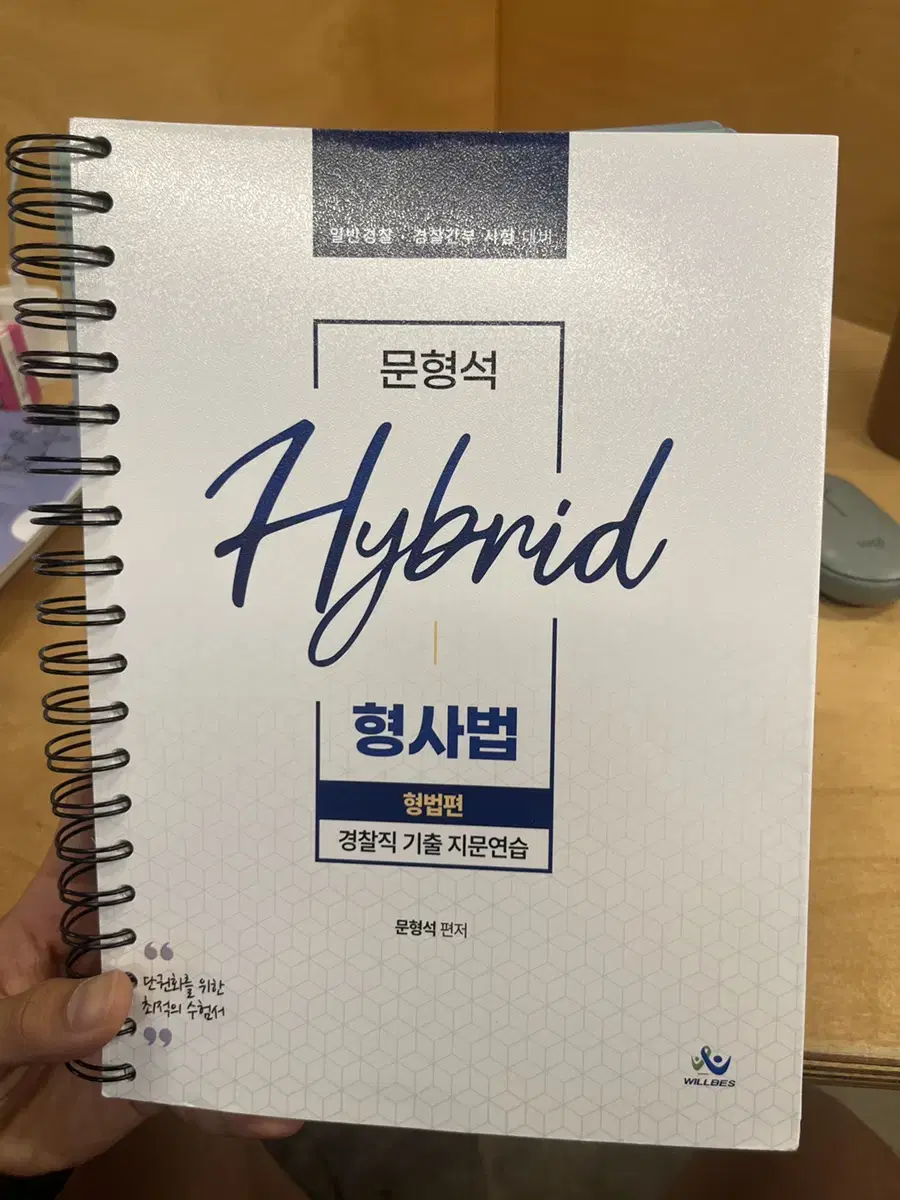 일반경찰·경찰간부 시험 대비
문형석
Hybrid
형사법
형법편
경찰직 기출 지문연습
문형석 편저
단권화를 위한
최적의 수험서
WILLBES